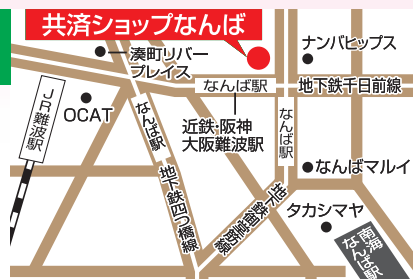 共済ショップなんば
湊町リバー
プレイス
ナンバヒップス
なんば駅
地下鉄千日前線
JR難波駅
OCAT
なんば駅
近鉄・阪神
大阪難波駅
なんば駅
なんばマルイ
地下鉄四つ橋線
地下鉄御堂筋線
タカシマヤ
南海
なんば駅